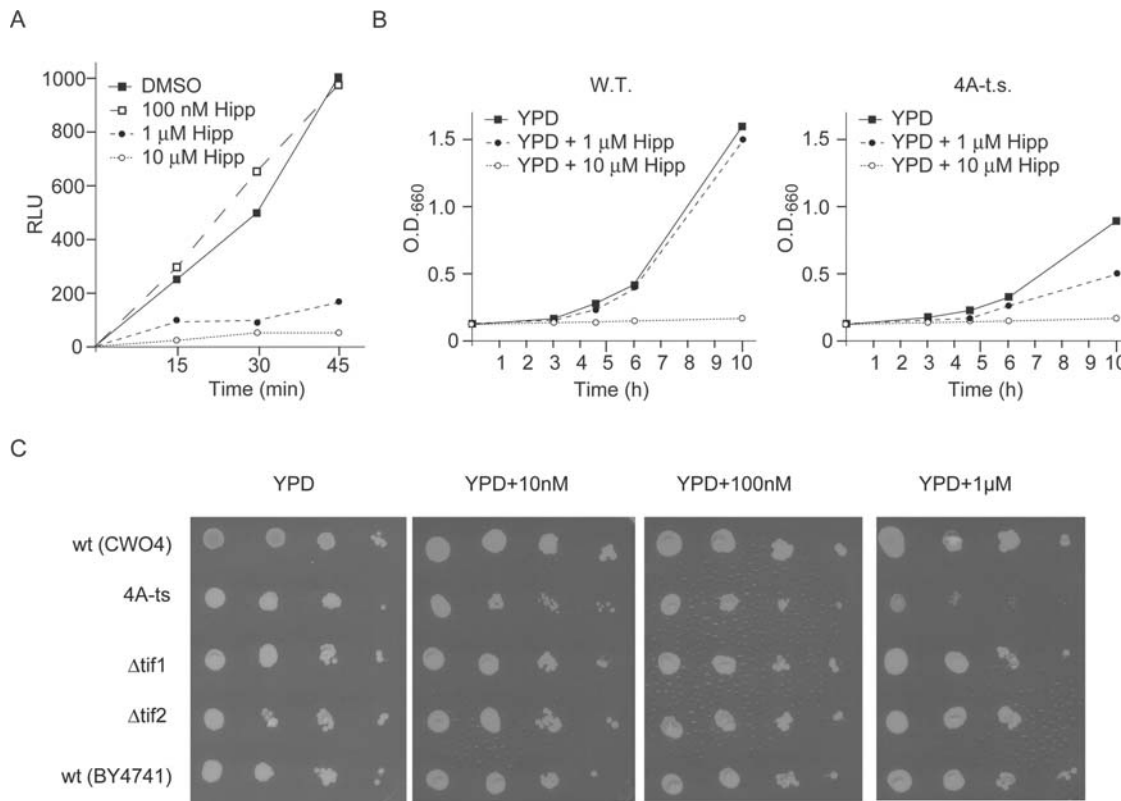 A
B
1000
800
600
400
200
0
RLU
DMSO
100 nM Hipp
1 µM Hipp
10 µM Hipp
15 30 45
Time (min)
W.T.
YPD
YPD + 1 µM Hipp
YPD + 10 µM Hipp
1.5
1.0
0.5
0
O.D.660
1 2 3 4 5 6 7 8 9 10
Time (h)
4A-t.s.
YPD
YPD + 1 µM Hipp
YPD + 10 µM Hipp
1.5
1.0
0.5
0
O.D.660
1 2 3 4 5 6 7 8 9 10
Time (h)
C
YPD YPD+10nM YPD+100nM YPD+1µM
wt (CWO4)
4A-ts
Δtif1
Δtif2
wt (BY4741)